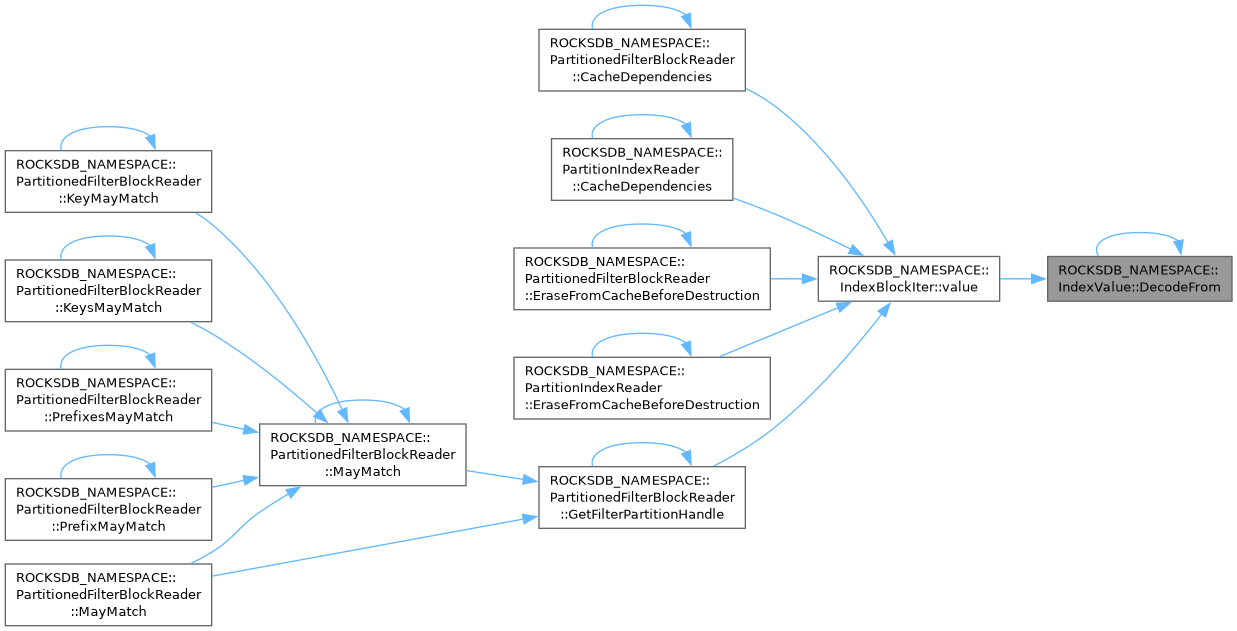 ROCKSDB_NAMESPACE::
PartitionedFilterBlockReader
::CacheDependencies
ROCKSDB_NAMESPACE::
PartitionIndexReader
::CacheDependencies
ROCKSDB_NAMESPACE::
PartitionedFilterBlockReader
::KeyMayMatch
ROCKSDB_NAMESPACE::
PartitionedFilterBlockReader
::EraseFromCacheBeforeDestruction
ROCKSDB_NAMESPACE::
IndexBlockIter::value
ROCKSDB_NAMESPACE::
IndexValue::DecodeFrom
ROCKSDB_NAMESPACE::
PartitionedFilterBlockReader
::KeysMayMatch
ROCKSDB_NAMESPACE::
PartitionIndexReader
::EraseFromCacheBeforeDestruction
ROCKSDB_NAMESPACE::
PartitionedFilterBlockReader
::PrefixesMayMatch
ROCKSDB_NAMESPACE::
PartitionedFilterBlockReader
::MayMatch
ROCKSDB_NAMESPACE::
PartitionedFilterBlockReader
::GetFilterPartitionHandle
ROCKSDB_NAMESPACE::
PartitionedFilterBlockReader
::PrefixMayMatch
ROCKSDB_NAMESPACE::
PartitionedFilterBlockReader
::MayMatch